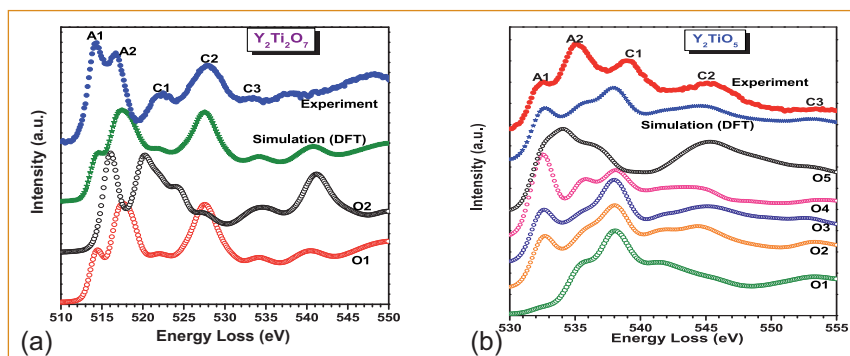 Y2Ti2O7
A1
A2
C1
C2
C3
Experiment
Simulation (DFT)
O2
O1
Intensity (a.u.)
510 515 520 525 530 535 540 545 550
Energy Loss (eV)
(a)
Y2TiO5
A1
A2
C1
C2
Experiment
C3
Simulation (DFT)
O5
O4
O3
O2
O1
Intensity (a.u.)
530 535 540 545 550 555
Energy Loss (eV)
(b)